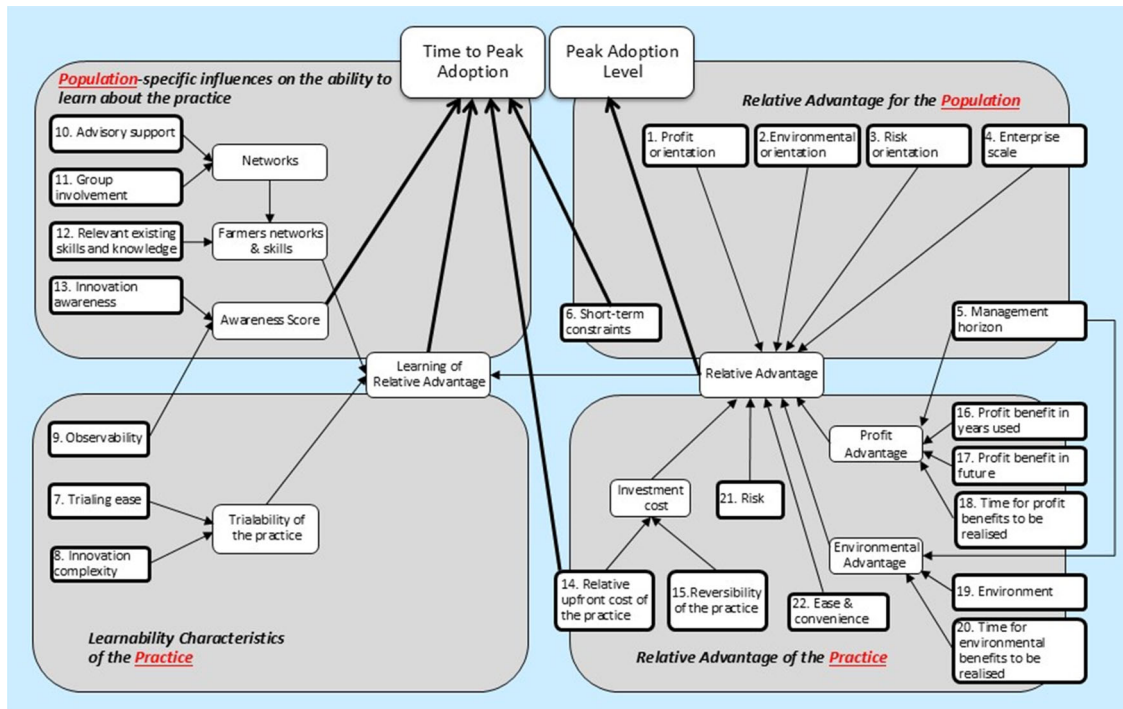 Time to Peak
Adoption
Peak Adoption
Level
Population-specific influences on the ability to
learn about the practice
10. Advisory support
11. Group
involvement
12. Relevant existing
skills and knowledge
13. Innovation
awareness
Networks
Farmers networks
& skills
Awareness Score
Relative Advantage for the Population
1. Profit
orientation
2.Environmental
orientation
3. Risk
orientation
4. Enterprise
scale
6. Short-term
constraints
5. Management
horizon
Learning of
Relative Advantage
Relative Advantage
9. Observability
7. Trialing ease
8. Innovation
complexity
Trialability of
the practice
Learnability Characteristics
of the Practice
Profit
Advantage
16. Profit benefit in
years used
17. Profit benefit in
future
18. Time for profit
benefits to be
realised
Investment
cost
21. Risk
Environmental
Advantage
14. Relative
upfront cost of
the practice
15.Reversibility
of the practice
22. Ease &
convenience
19. Environment
20. Time for
environmental
benefits to be
realised
Relative Advantage of the Practice